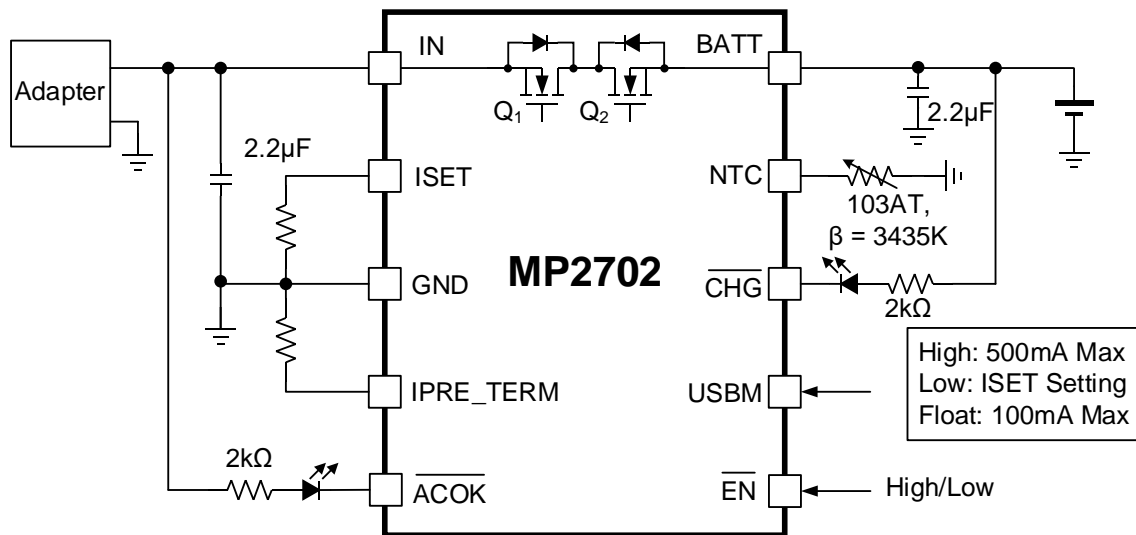 Adapter
IN
BATT
Q1
Q2
2.2µF
2.2µF
ISET
NTC
103AT,
β = 3435K
MP2702
GND
CHG
2kΩ
High: 500mA Max
Low: ISET Setting
Float: 100mA Max
IPRE_TERM
USBM
2kΩ
ACOK
EN
High/Low